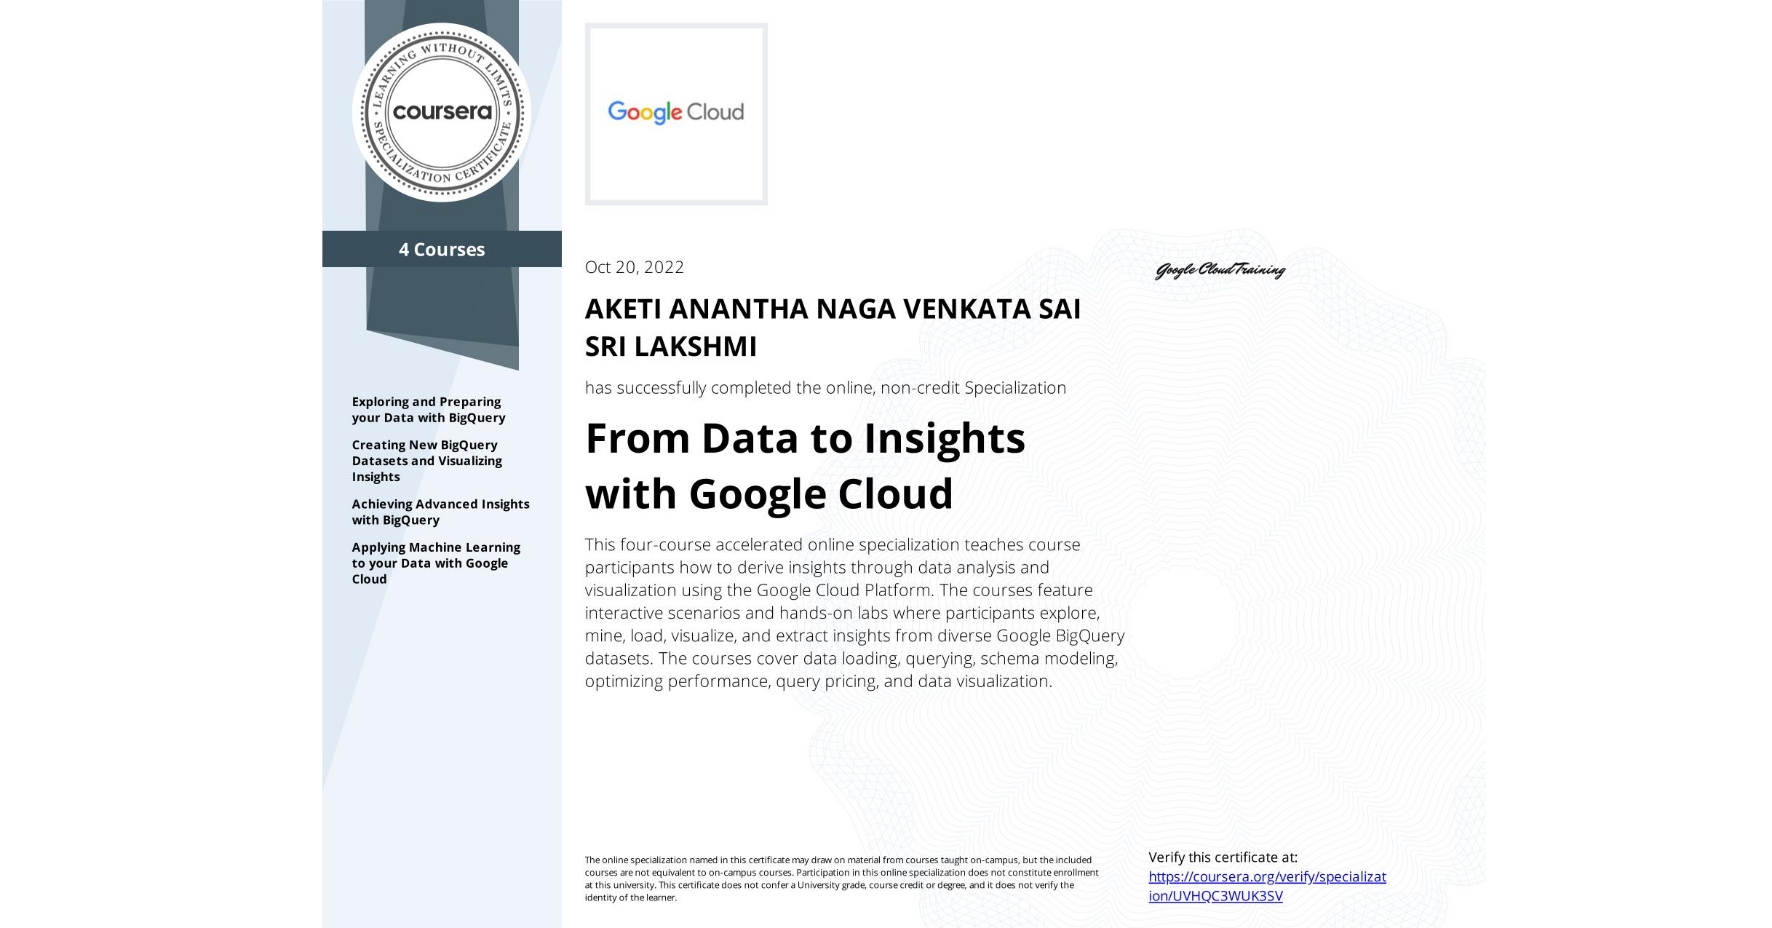 LEARNING WITHOUT LIMITS
coursera
SPECIALIZATION CERTIFICATE
4 Courses
Exploring and Preparing
your Data with BigQuery
Creating New BigQuery
Datasets and Visualizing
Insights
Achieving Advanced Insights
with BigQuery
Applying Machine Learning
to your Data with Google
Cloud
Google Cloud
Oct 20, 2022
AKETI ANANTHA NAGA VENKATA SAI
SRI LAKSHMI
has successfully completed the online, non-credit Specialization
From Data to Insights
with Google Cloud
This four-course accelerated online specialization teaches course
participants how to derive insights through data analysis and
visualization using the Google Cloud Platform. The courses feature
interactive scenarios and hands-on labs where participants explore,
mine, load, visualize, and extract insights from diverse Google BigQuery
datasets. The courses cover data loading, querying, schema modeling,
optimizing performance, query pricing, and data visualization.
Google Cloud Training
The online specialization named in this certificate may draw on material from courses taught on-campus, but the included
courses are not equivalent to on-campus courses. Participation in this online specialization does not constitute enrollment
at this university. This certificate does not confer a University grade, course credit or degree, and it does not verify the
identity of the learner.
Verify this certificate at:
https://coursera.org/verify/specializat
ion/UVHQC3WUK3SV